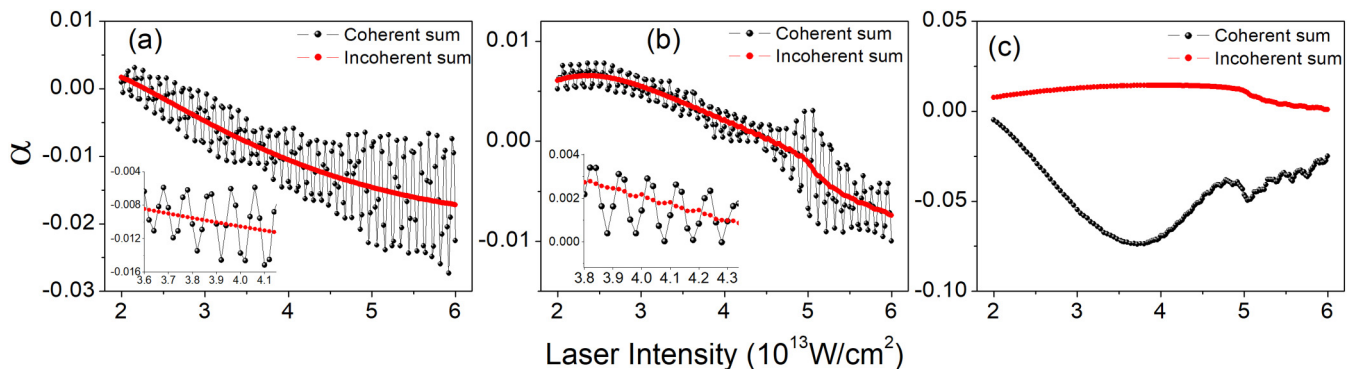 0.01
0.00
-0.01
-0.02
-0.03
(a)
Coherent sum
Incoherent sum
-0.004
-0.008
-0.012
-0.016
3.6 3.7 3.8 3.9 4.0 4.1
2 3 4 5 6
α
0.01
0.00
-0.01
(b)
Coherent sum
Incoherent sum
0.004
0.002
0.000
3.8 3.9 4.0 4.1 4.2 4.3
2 3 4 5 6
0.05
0.00
-0.05
-0.10
(c)
Coherent sum
Incoherent sum
2 3 4 5 6
Laser Intensity (10¹³W/cm²)